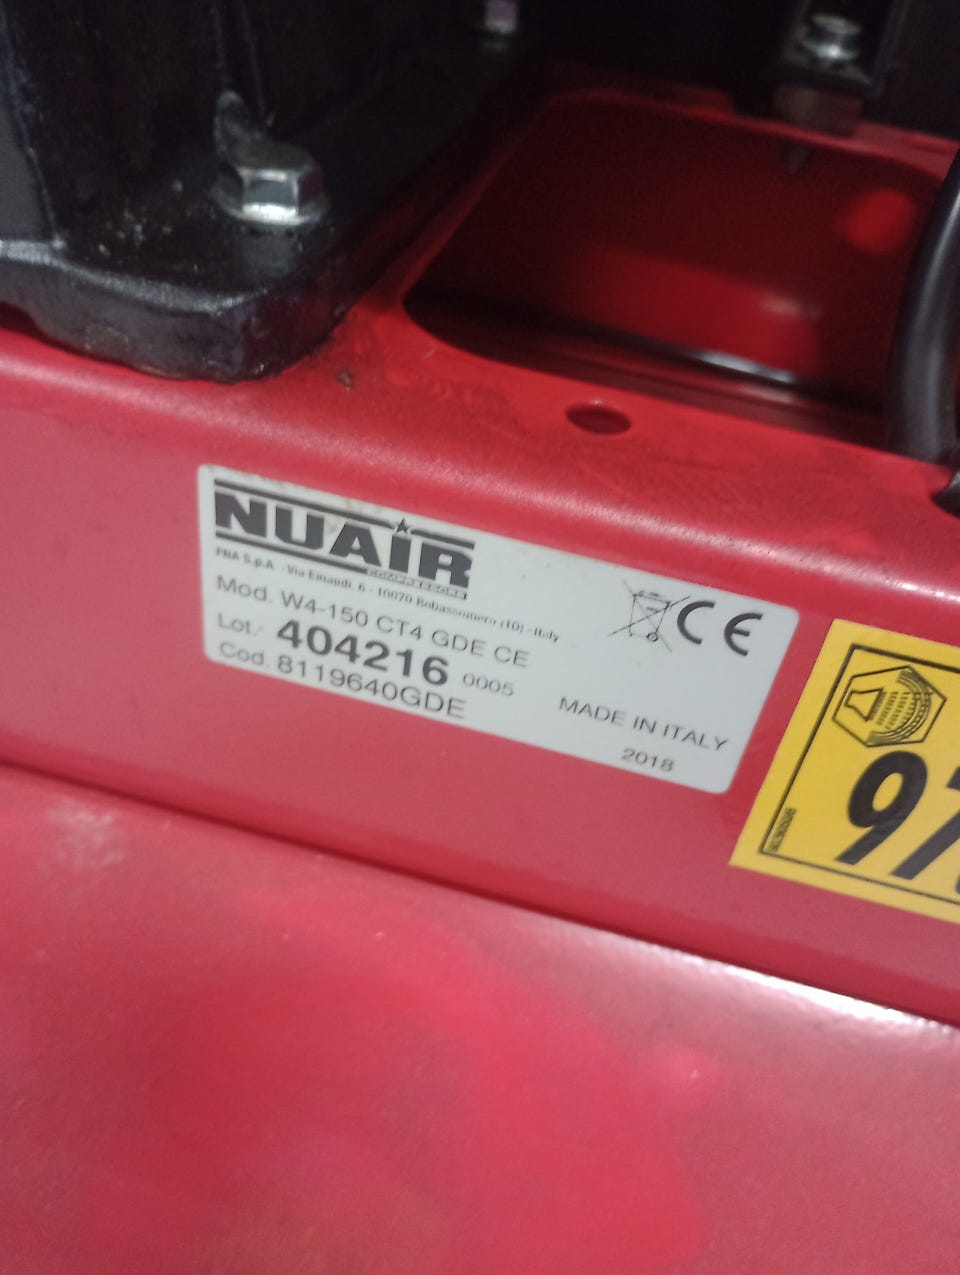 NUAIR
COMPRESSORS
FNA S.p.A. - Via Einaudi, 6 - 10070 Robassomero (TO) - Italy
Mod. W4-150 CT4 GDE CE
Lot. 404216 0005
Cod. 8119640GDE
CE
MADE IN ITALY
2018
97